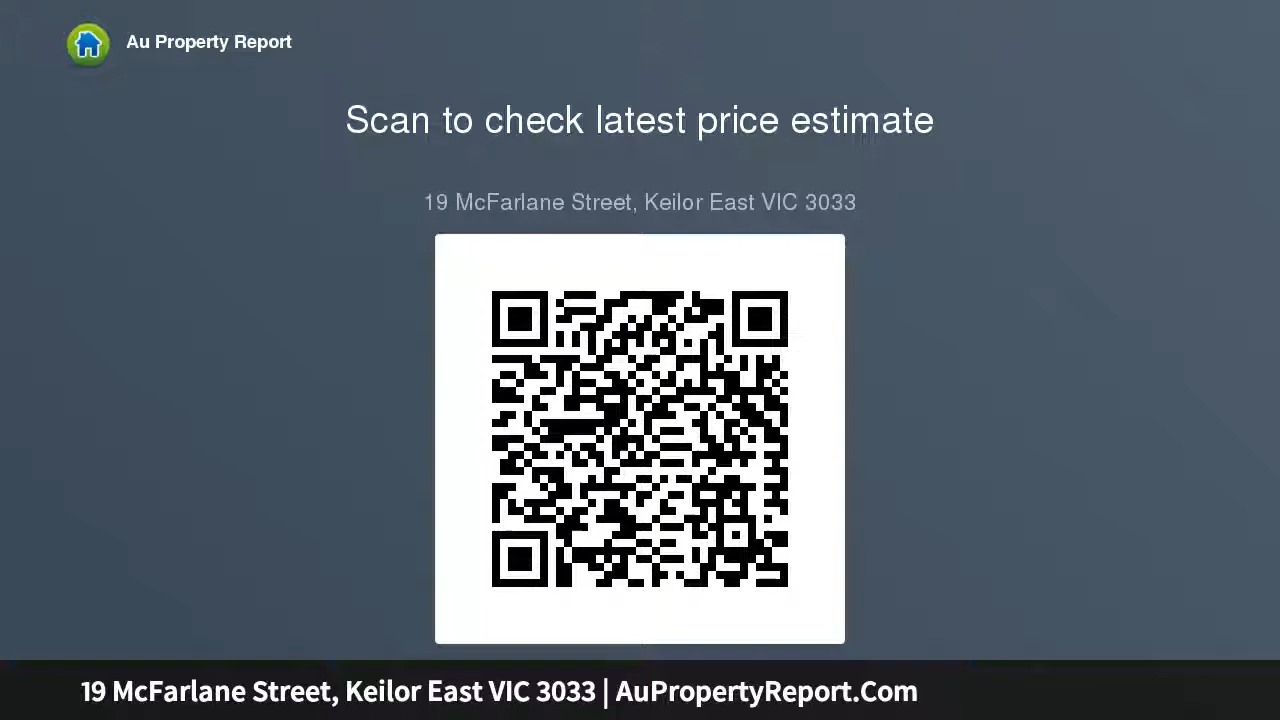 Au Property Report
Scan to check latest price estimate
19 McFarlane Street, Keilor East VIC 3033
19 McFarlane Street, Keilor East VIC 3033 | AuPropertyReport.Com